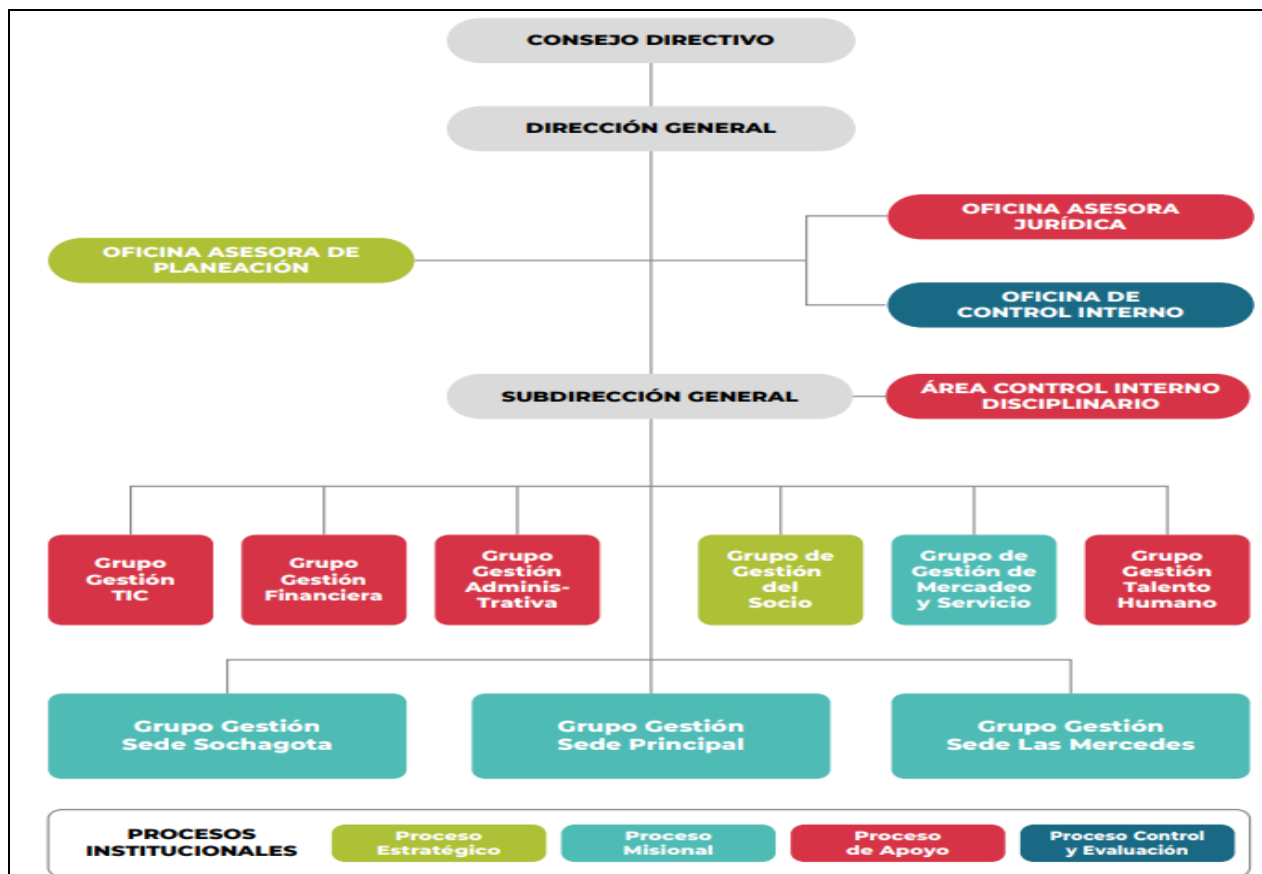 CONSEJO DIRECTIVO
DIRECCIÓN GENERAL
OFICINA ASESORA
JURÍDICA
OFICINA ASESORA DE
PLANEACIÓN
OFICINA DE
CONTROL INTERNO
SUBDIRECCIÓN GENERAL
ÁREA CONTROL INTERNO
DISCIPLINARIO
Grupo
Gestión
TIC
Grupo
Gestión
Financiera
Grupo
Gestión
Adminis-
Trativa
Grupo de
Gestión
del
Socio
Grupo de
Gestión de
Mercadeo
y Servicio
Grupo
Gestión
Talento
Humano
Grupo Gestión
Sede Sochagota
Grupo Gestión
Sede Principal
Grupo Gestión
Sede Las Mercedes
PROCESOS
INSTITUCIONALES
Proceso
Estratégico
Proceso
Misional
Proceso
de Apoyo
Proceso Control
y Evaluación